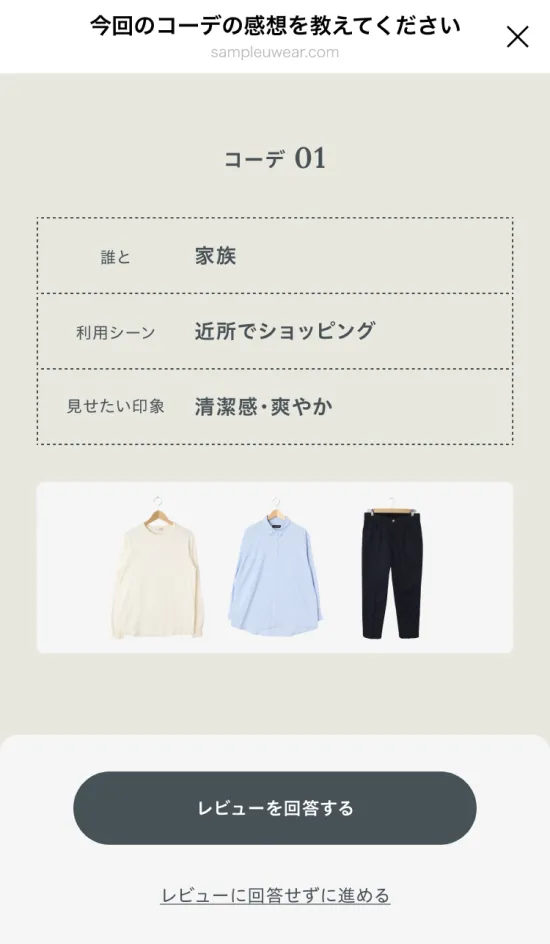 今回のコーデの感想を教えてください
sampleuwear.com
コーデ 01
誰と 家族
利用シーン 近所でショッピング
見せたい印象 清潔感・爽やか
レビューを回答する
レビューに回答せずに進める